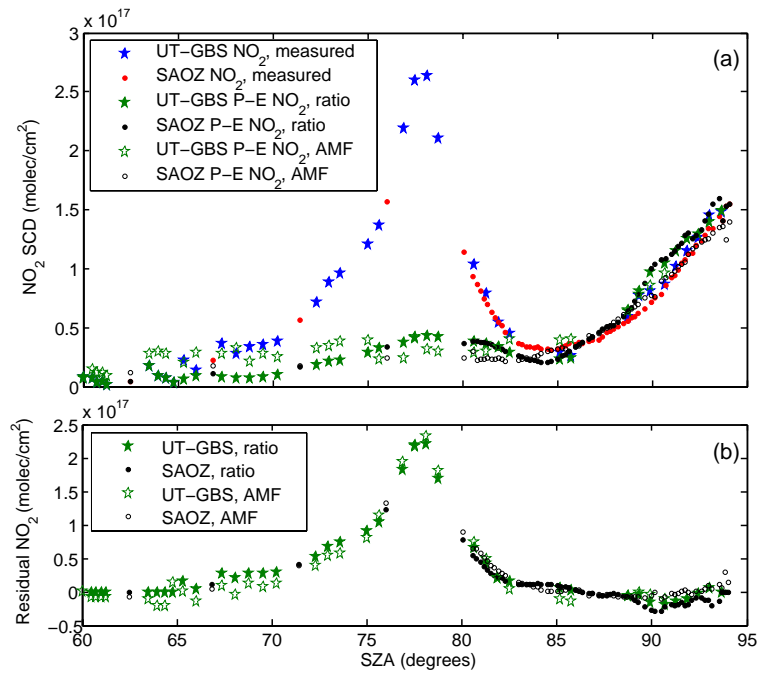 x 10^17
3
2.5
2
1.5
1
0.5
0
NO2 SCD (molec/cm2)
(a)
UT−GBS NO2, measured
SAOZ NO2, measured
UT−GBS P−E NO2, ratio
SAOZ P−E NO2, ratio
UT−GBS P−E NO2, AMF
SAOZ P−E NO2, AMF
x 10^17
2.5
2
1.5
1
0.5
0
−0.5
Residual NO2 (molec/cm2)
(b)
UT−GBS, ratio
SAOZ, ratio
UT−GBS, AMF
SAOZ, AMF
60 65 70 75 80 85 90 95
SZA (degrees)